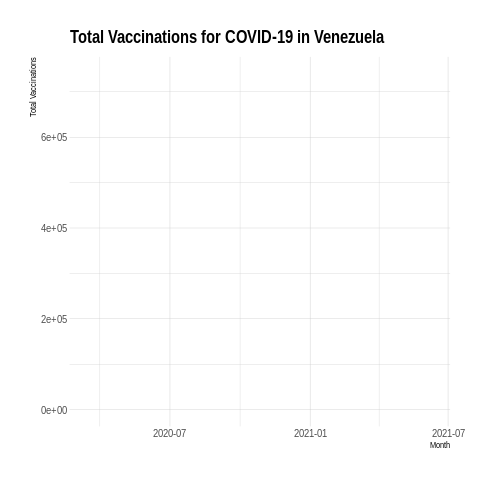 Total Vaccinations for COVID-19 in Venezuela
Total Vaccinations
6e+05
4e+05
2e+05
0e+00
2020-07
2021-01
2021-07
Month